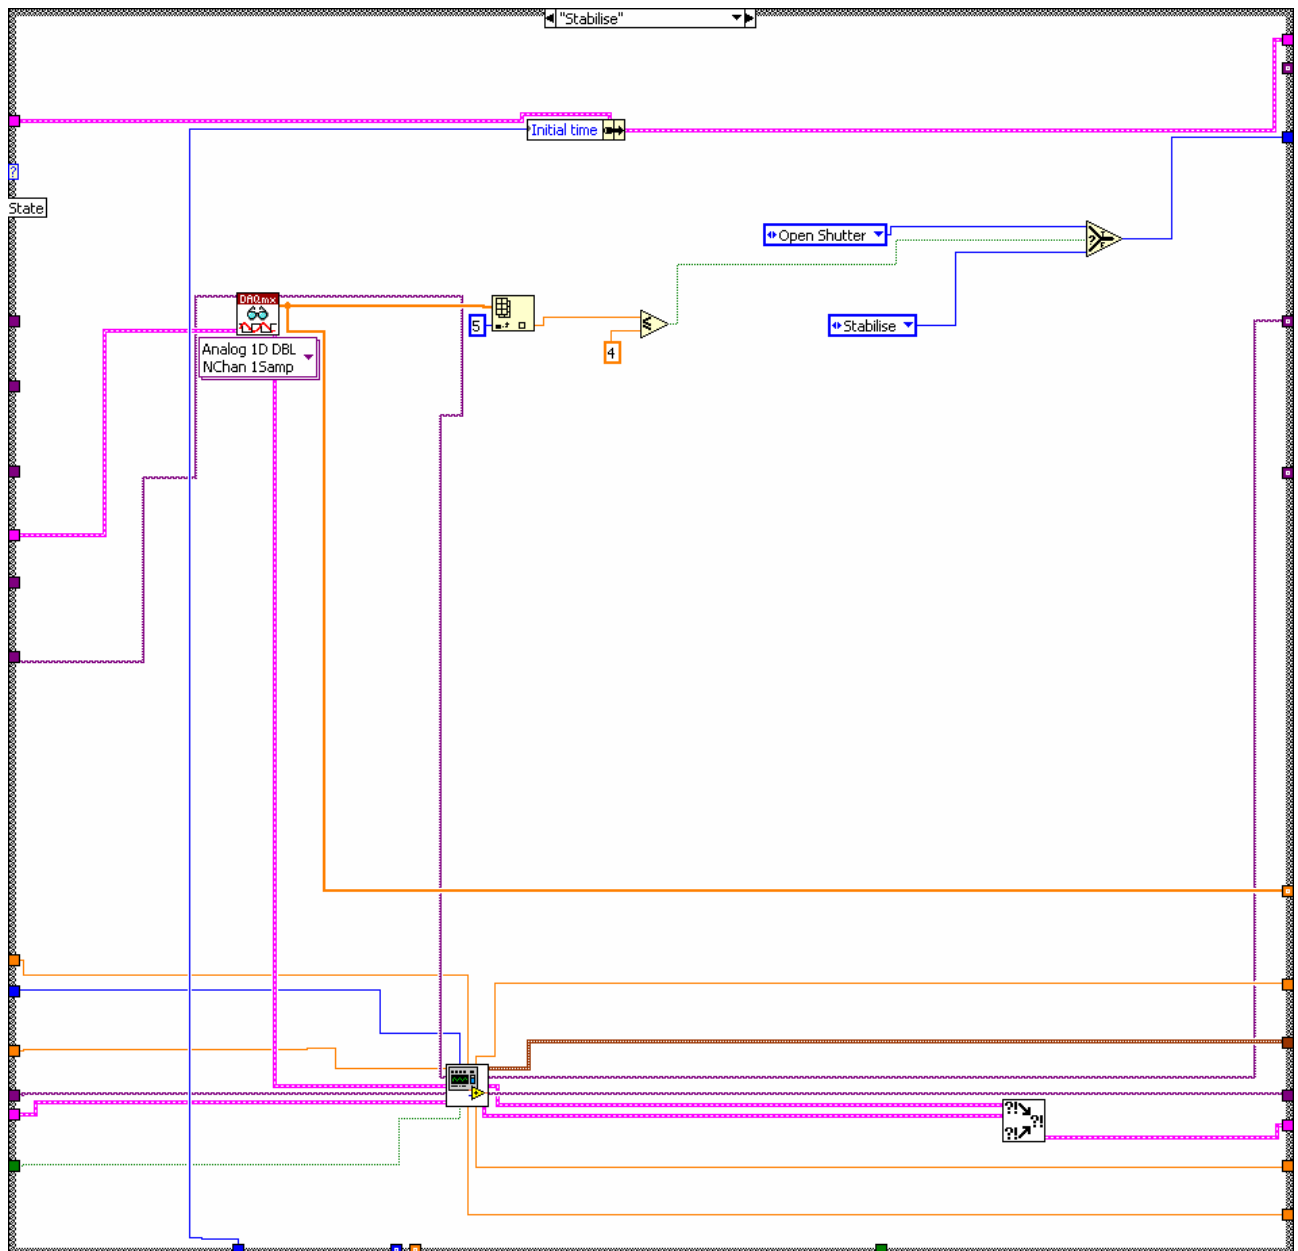 "Stabilise"
Initial time
?
State
Open Shutter
?
DAQmx
5
≤
Stabilise
Analog 1D DBL
NChan 1Samp
4
?!
?!
?!